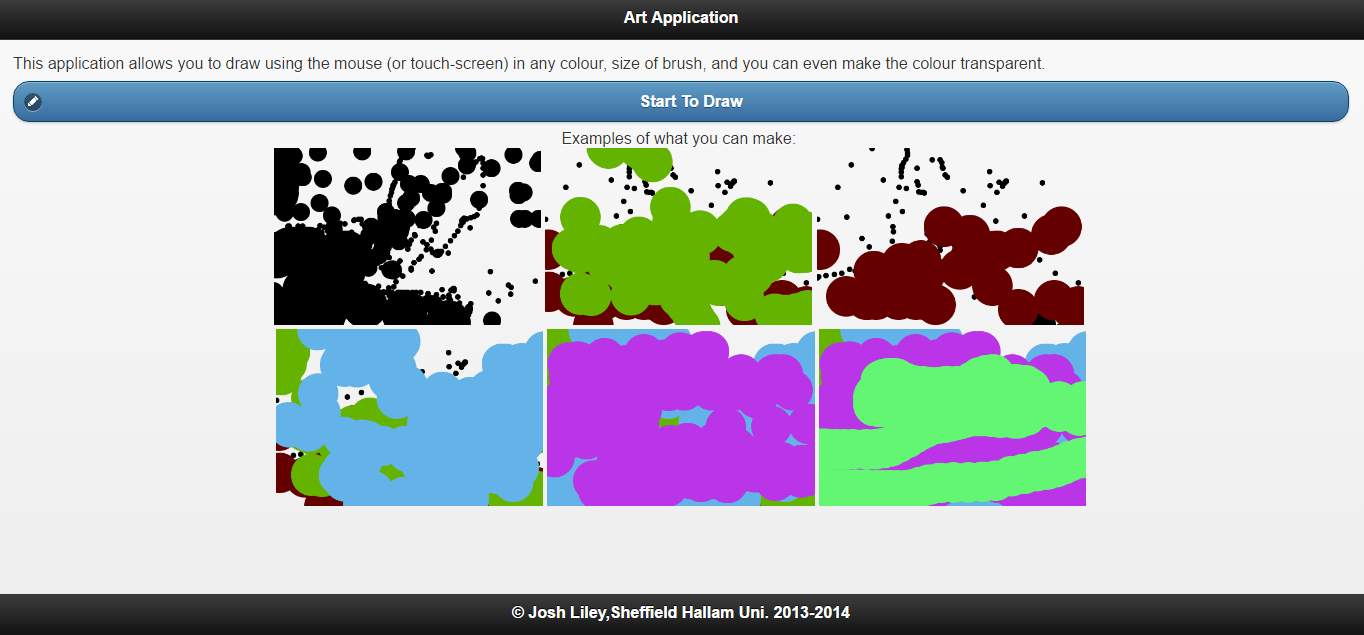 Art Application
This application allows you to draw using the mouse (or touch-screen) in any colour, size of brush, and you can even make the colour transparent.
Start To Draw
Examples of what you can make:
© Josh Liley,Sheffield Hallam Uni. 2013-2014